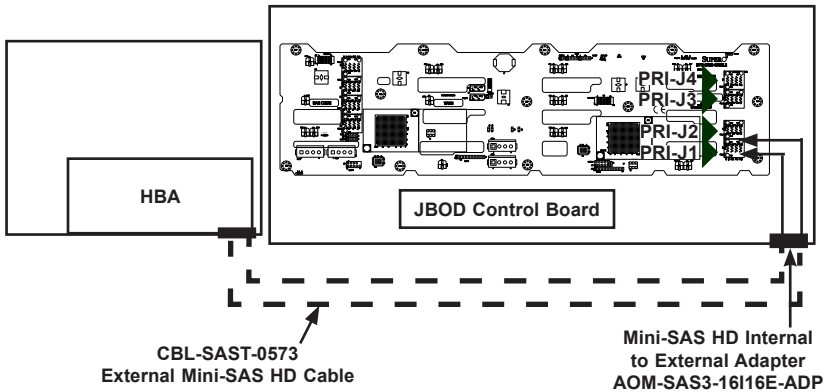 SUPER
PRI-J4
PRI-J3
PRI-J2
PRI-J1
HBA
JBOD Control Board
CBL-SAST-0573
External Mini-SAS HD Cable
Mini-SAS HD Internal
to External Adapter
AOM-SAS3-16I16E-ADP